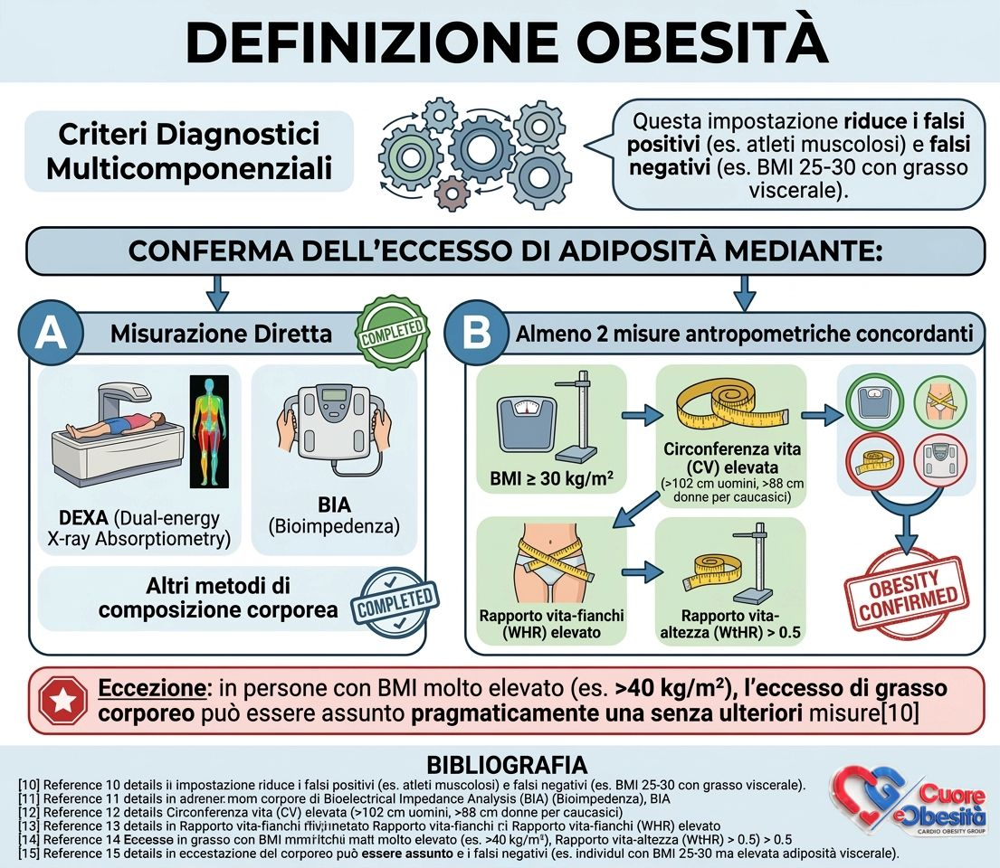 DEFINIZIONE OBESITÀ
Criteri Diagnostici
Multicomponenziali
Questa impostazione riduce i falsi
positivi (es. atleti muscolosi) e falsi
negativi (es. BMI 25-30 con grasso
viscerale).
CONFERMA DELL'ECCESSO DI ADIPOSITÀ MEDIANTE:
A
Misurazione Diretta
COMPLETED
DEXA (Dual-energy
X-ray Absorptiometry)
BIA
(Bioimpedenza)
Altri metodi di
composizione corporea
COMPLETED
B
Almeno 2 misure antropometriche concordanti
BMI ≥ 30 kg/m²
Circonferenza vita
(CV) elevata
(>102 cm uomini, >88 cm
donne per caucasici)
Rapporto vita-fianchi
(WHR) elevato
Rapporto vita-
altezza (WtHR) > 0.5
OBESITY
CONFIRMED
Eccezione: in persone con BMI molto elevato (es. >40 kg/m²), l'eccesso di grasso
corporeo può essere assunto pragmaticamente una senza ulteriori misure[10]
BIBLIOGRAFIA
[10] Reference 10 details impostazione riduce i falsi positivi (es. atleti muscolosi) e falsi negativi (es. BMI 25-30 con grasso viscerale).
[11] Reference 11 details in corpore di Bioelectrical Impedance Analysis (BIA) (Bioimpedenza), BIA
[12] Reference 12 details Circonferenza vita (CV) elevata (>102 cm uomini, >88 cm donne per caucasici)
[13] Reference 13 details in Rapporto vita-fianchi Rapporto vita-fianchi Rapporto vita-fianchi (WHR) elevato
[14] Reference 14 Eccesse in grasso con BMI matt molto elevato (es. >40 kg/m²), Rapporto vita-altezza (WtHR) > 0.5) > 0.5
[15] Reference 15 details in eccestazione del corporeo può essere assunto e i falsi negativi (es. individul con BMI 25-30 ma elevata adiposità viscerale).
Cuore
eObesità
CARDIO OBESITY GROUP